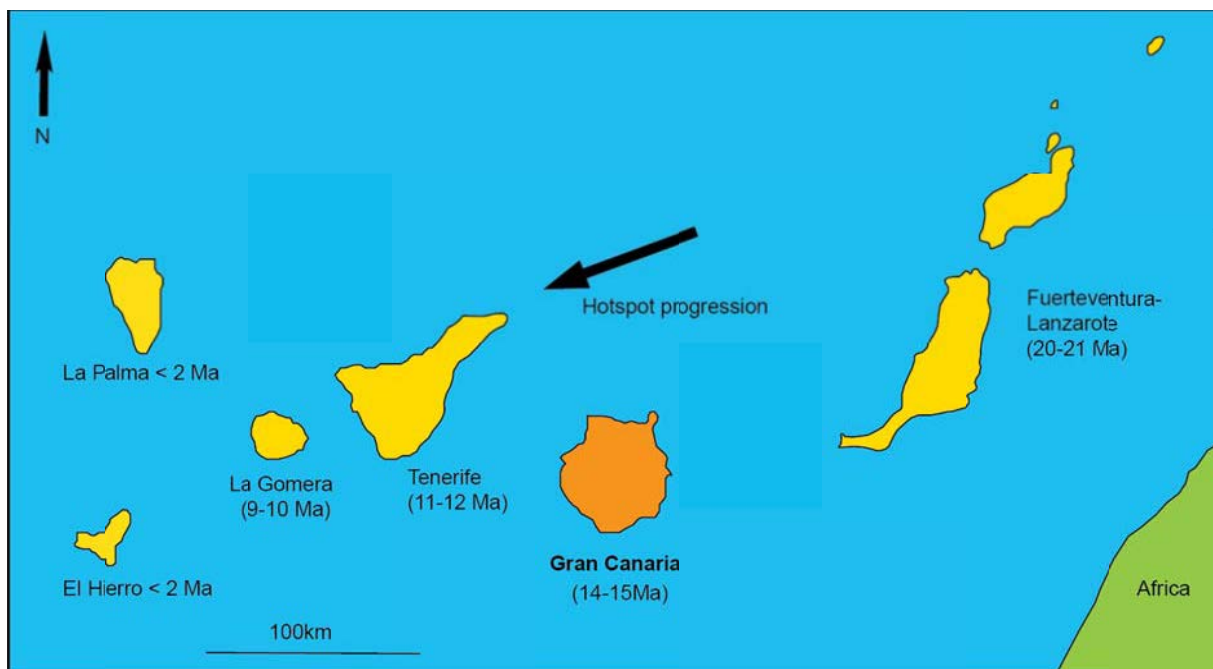 N
Hotspot progression
Fuerteventura-
Lanzarote
(20-21 Ma)
La Palma < 2 Ma
La Gomera
(9-10 Ma)
Tenerife
(11-12 Ma)
Gran Canaria
(14-15Ma)
El Hierro < 2 Ma
Africa
100km